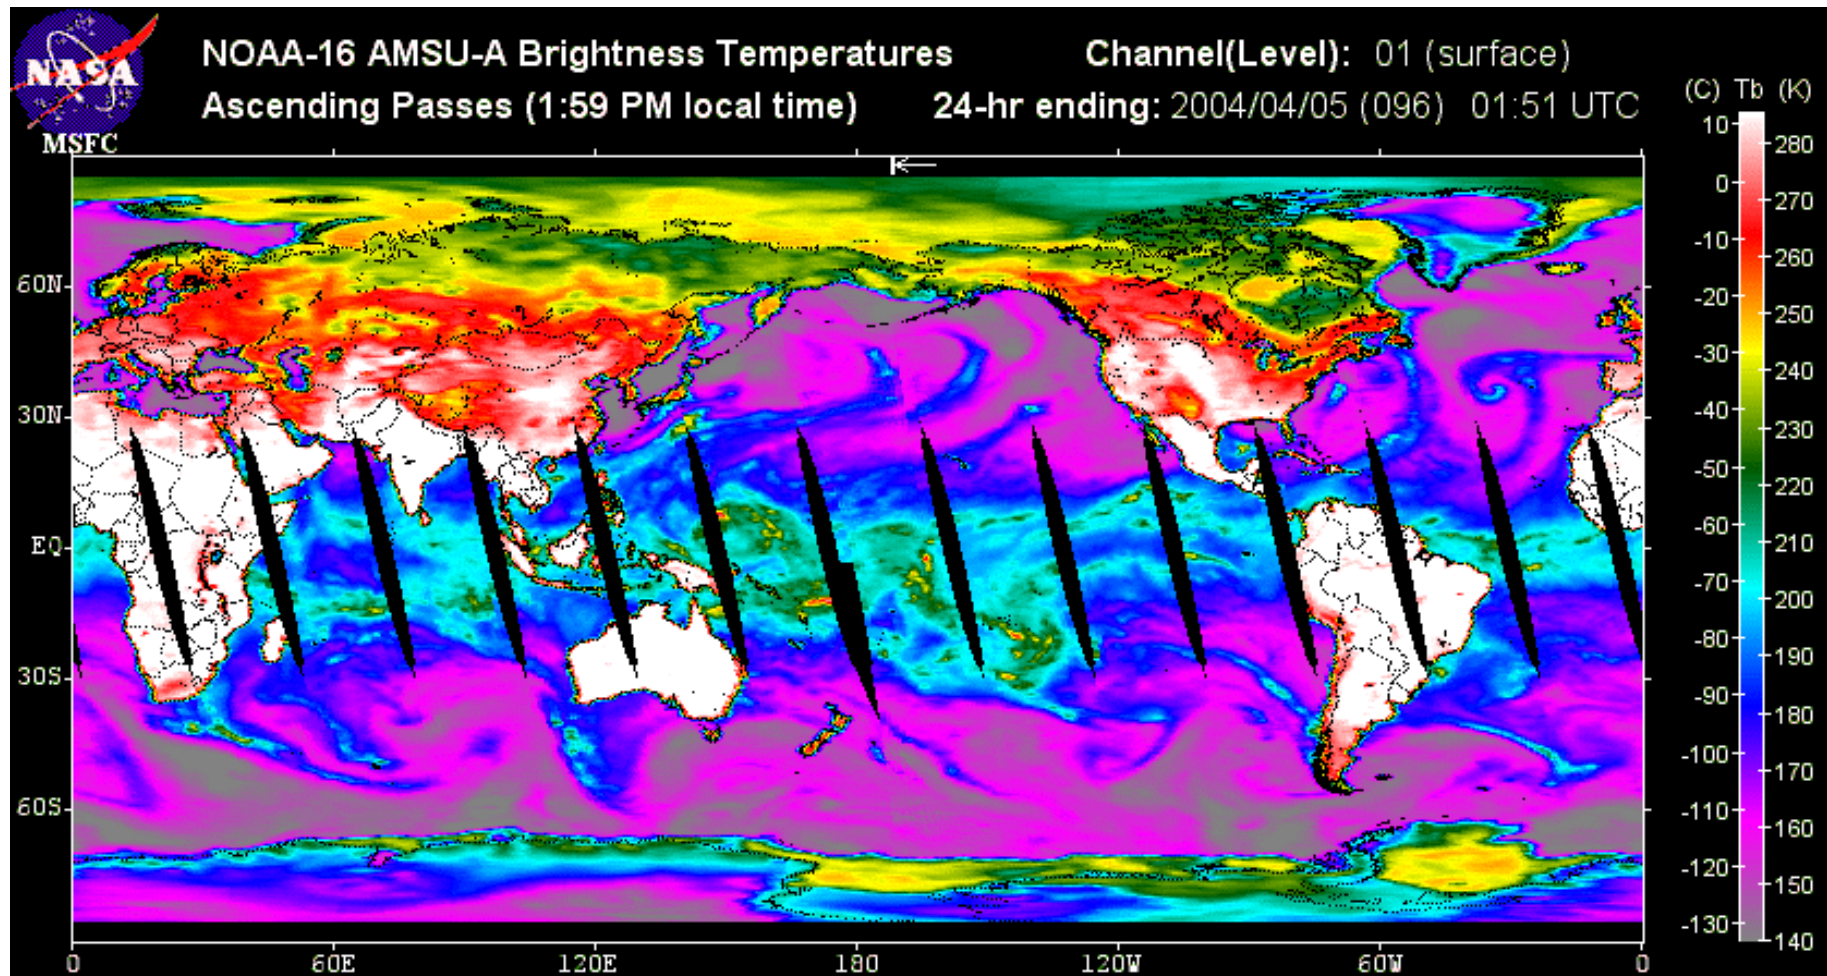 NASA
MSFC
NOAA-16 AMSU-A Brightness Temperatures Channel(Level): 01 (surface)
Ascending Passes (1:59 PM local time) 24-hr ending: 2004/04/05 (096) 01:51 UTC
(C) Tb (K)
10 280
0 270
-10 260
-20 250
-30 240
-40 230
-50 220
-60 210
-70 200
-80 190
-90 180
-100 170
-110 160
-120 150
-130 140
60N
30N
EQ
30S
60S
0 60E 120E 180 120W 60W 0